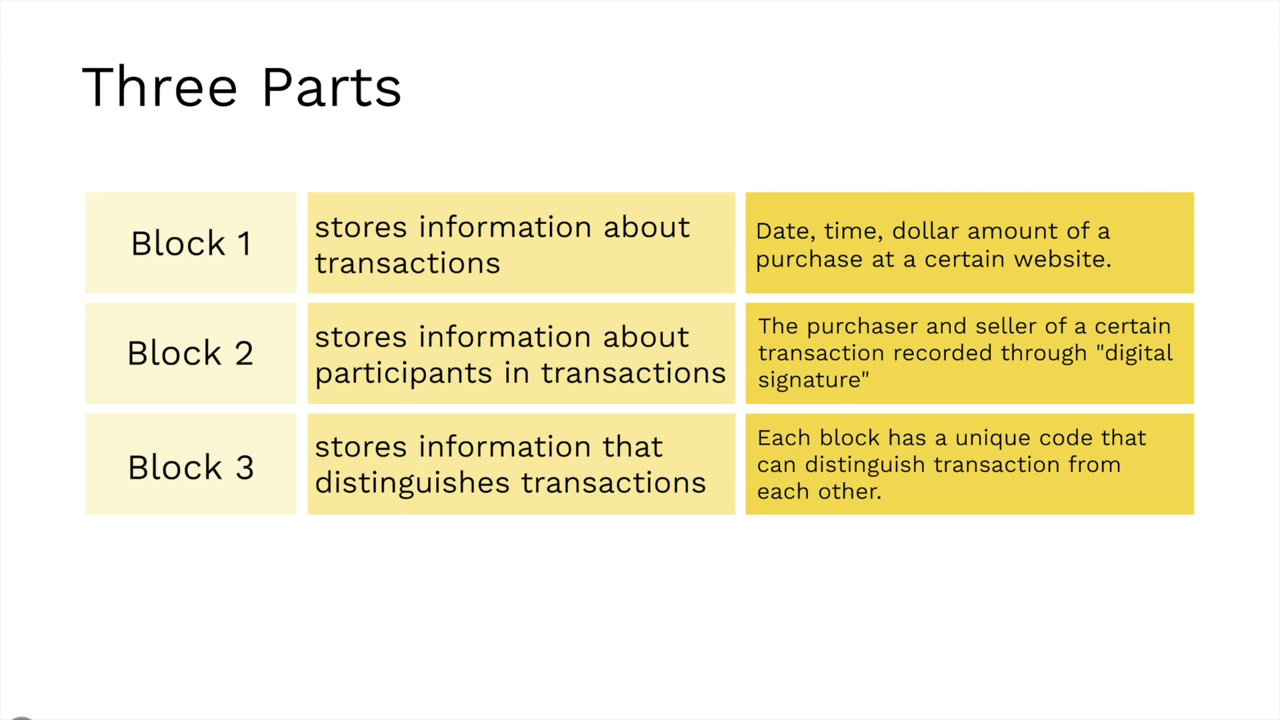 Three Parts
Block 1
stores information about
transactions
Date, time, dollar amount of a
purchase at a certain website.
Block 2
stores information about
participants in transactions
The purchaser and seller of a certain
transaction recorded through "digital
signature"
Block 3
stores information that
distinguishes transactions
Each block has a unique code that
can distinguish transaction from
each other.